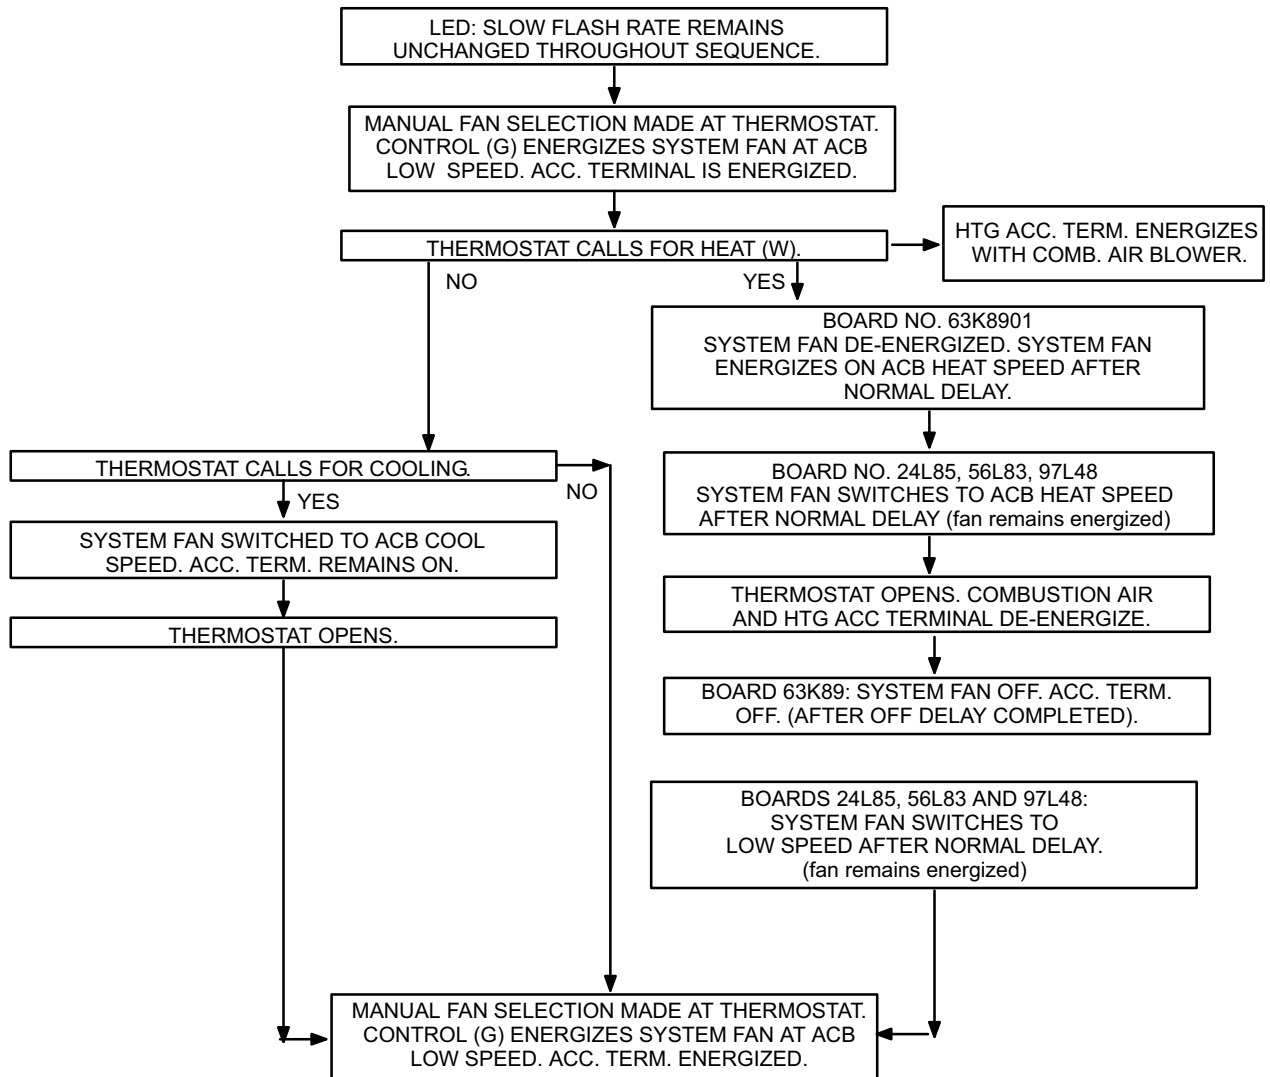 LED: SLOW FLASH RATE REMAINS
UNCHANGED THROUGHOUT SEQUENCE.
MANUAL FAN SELECTION MADE AT THERMOSTAT.
CONTROL (G) ENERGIZES SYSTEM FAN AT ACB
LOW SPEED. ACC. TERMINAL IS ENERGIZED.
THERMOSTAT CALLS FOR HEAT (W).
HTG ACC. TERM. ENERGIZES
WITH COMB. AIR BLOWER.
NO
YES
BOARD NO. 63K8901
SYSTEM FAN DE-ENERGIZED. SYSTEM FAN
ENERGIZES ON ACB HEAT SPEED AFTER
NORMAL DELAY.
THERMOSTAT CALLS FOR COOLING.
NO
YES
BOARD NO. 24L85, 56L83, 97L48
SYSTEM FAN SWITCHES TO ACB HEAT SPEED
AFTER NORMAL DELAY (fan remains energized)
SYSTEM FAN SWITCHED TO ACB COOL
SPEED. ACC. TERM. REMAINS ON.
THERMOSTAT OPENS. COMBUSTION AIR
AND HTG ACC TERMINAL DE-ENERGIZE.
THERMOSTAT OPENS.
BOARD 63K89: SYSTEM FAN OFF. ACC. TERM.
OFF. (AFTER OFF DELAY COMPLETED).
BOARDS 24L85, 56L83 AND 97L48:
SYSTEM FAN SWITCHES TO
LOW SPEED AFTER NORMAL DELAY.
(fan remains energized)
MANUAL FAN SELECTION MADE AT THERMOSTAT.
CONTROL (G) ENERGIZES SYSTEM FAN AT ACB
LOW SPEED. ACC. TERM. ENERGIZED.